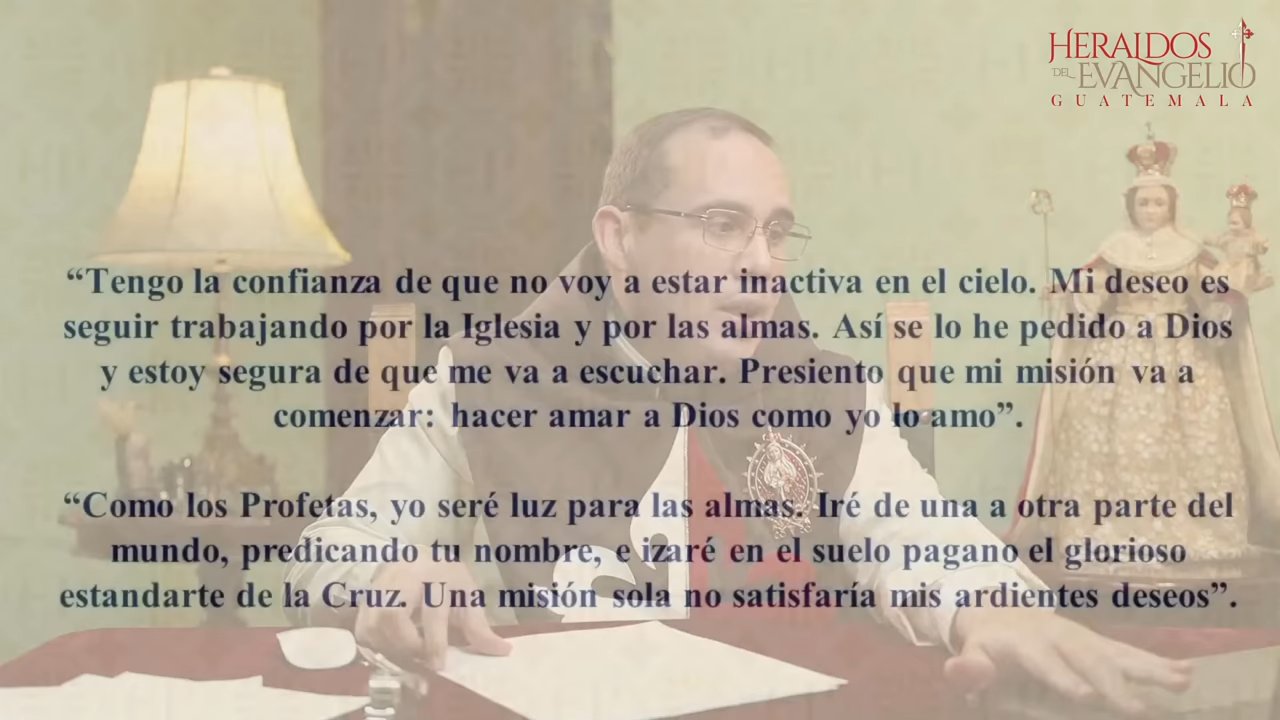 HERALDOS
DEL EVANGELIO
GUATEMALA
“Tengo la confianza de que no voy a estar inactiva en el cielo. Mi deseo es
seguir trabajando por la Iglesia y por las almas. Así se lo he pedido a Dios
y estoy segura de que me va a escuchar. Presiento que mi misión va a
comenzar: hacer amar a Dios como yo lo amo”.
“Como los Profetas, yo seré luz para las almas. Iré de una a otra parte del
mundo, predicando tu nombre, e izaré en el suelo pagano el glorioso
estandarte de la Cruz. Una misión sola no satisfaría mis ardientes deseos”.